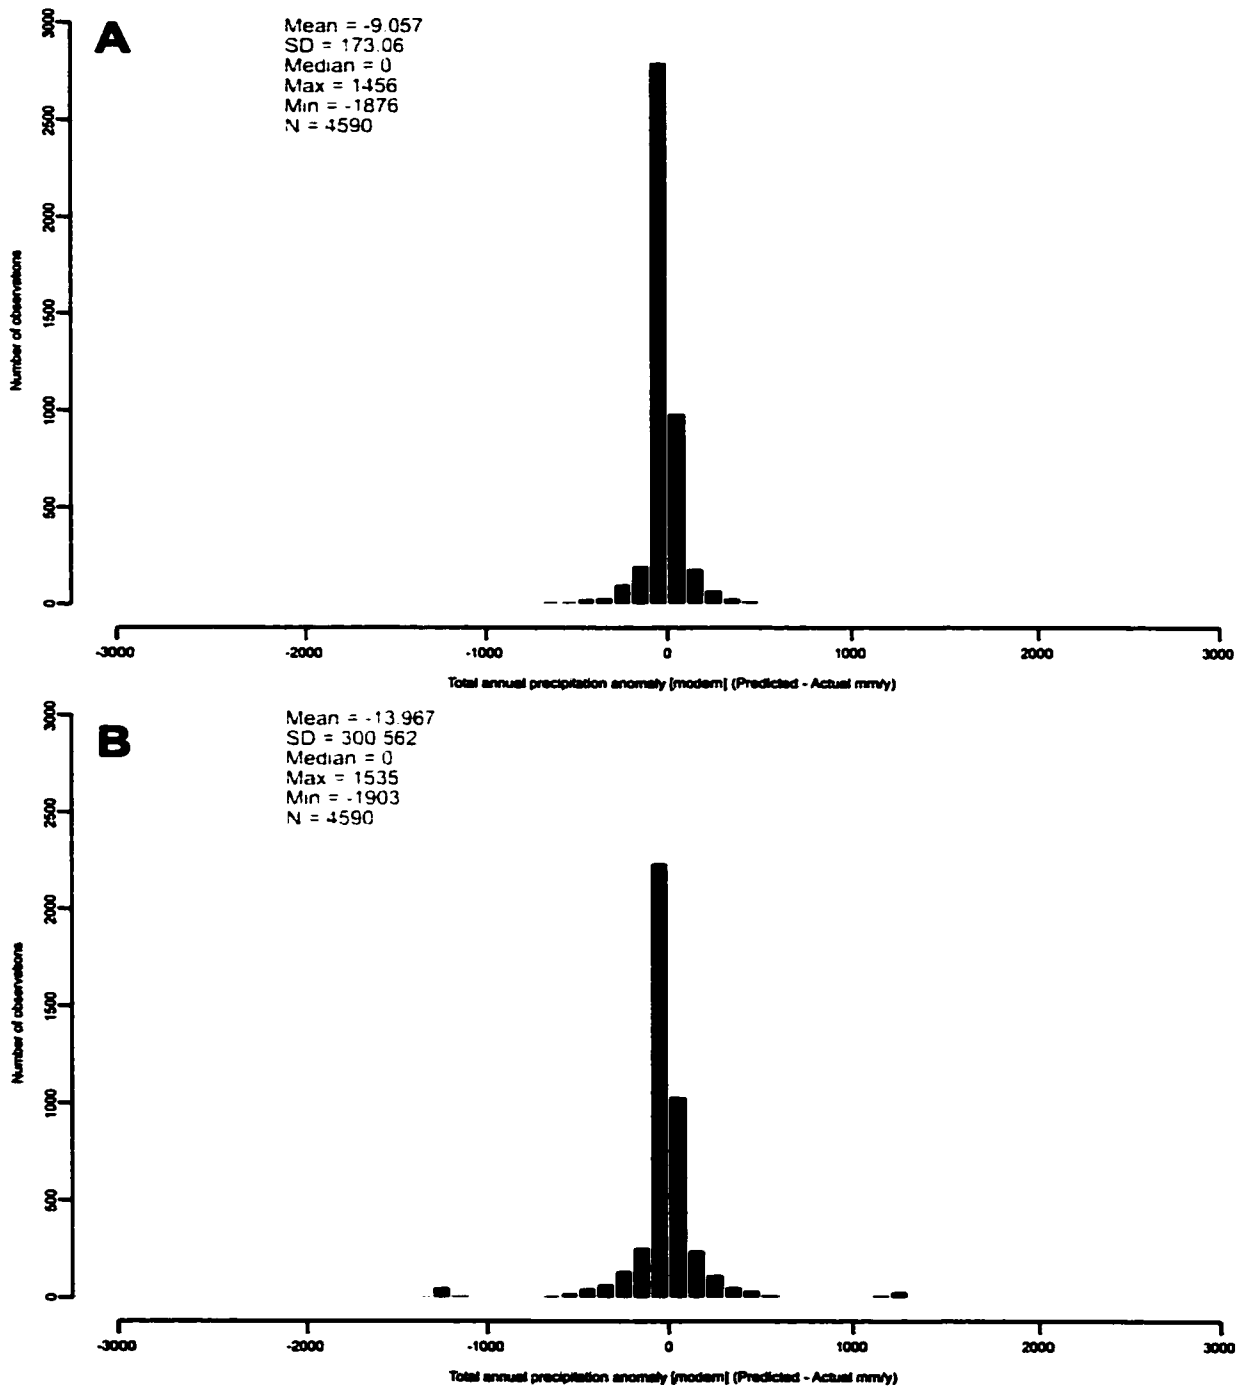 A
Mean = -9.057
SD = 173.06
Median = 0
Max = 1456
Min = -1876
N = 4590
3000
2500
2000
1500
1000
500
0
Number of observations
-3000 -2000 -1000 0 1000 2000 3000
Total annual precipitation anomaly [modern] (Predicted - Actual mm/y)
B
Mean = -13.967
SD = 300.562
Median = 0
Max = 1535
Min = -1903
N = 4590
3000
2500
2000
1500
1000
500
0
Number of observations
-3000 -2000 -1000 0 1000 2000 3000
Total annual precipitation anomaly [modern] (Predicted - Actual mm/y)